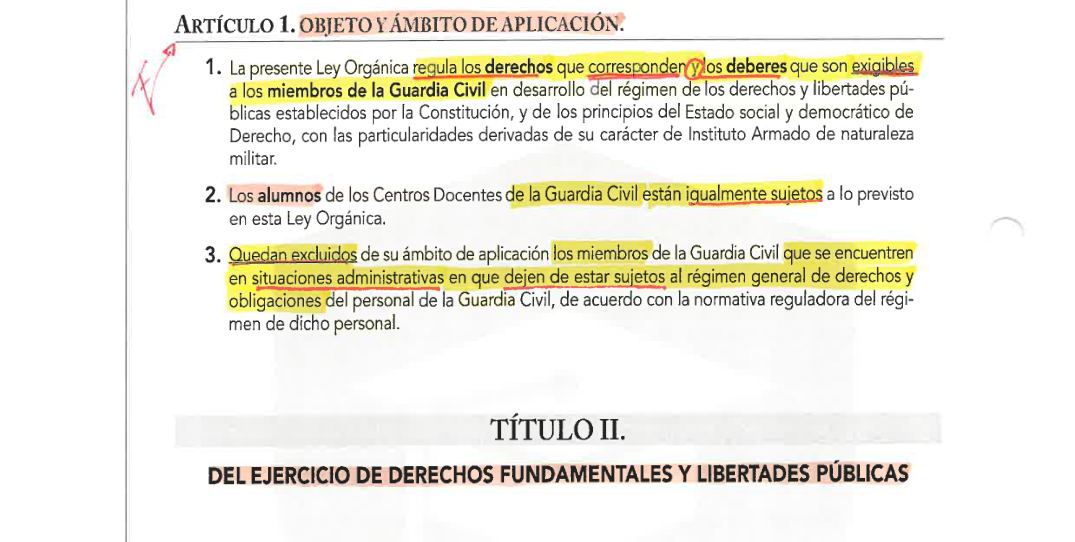 ARTÍCULO 1. OBJETO Y ÁMBITO DE APLICACIÓN.
1. La presente Ley Orgánica regula los derechos que corresponden y los deberes que son exigibles
a los miembros de la Guardia Civil en desarrollo del régimen de los derechos y libertades pú-
blicas establecidos por la Constitución, y de los principios del Estado social y democrático de
Derecho, con las particularidades derivadas de su carácter de Instituto Armado de naturaleza
militar.
2. Los alumnos de los Centros Docentes de la Guardia Civil están igualmente sujetos a lo previsto
en esta Ley Orgánica.
3. Quedan excluidos de su ámbito de aplicación los miembros de la Guardia Civil que se encuentren
en situaciones administrativas en que dejen de estar sujetos al régimen general de derechos y
obligaciones del personal de la Guardia Civil, de acuerdo con la normativa reguladora del régi-
men de dicho personal.
TÍTULO II.
DEL EJERCICIO DE DERECHOS FUNDAMENTALES Y LIBERTADES PÚBLICAS